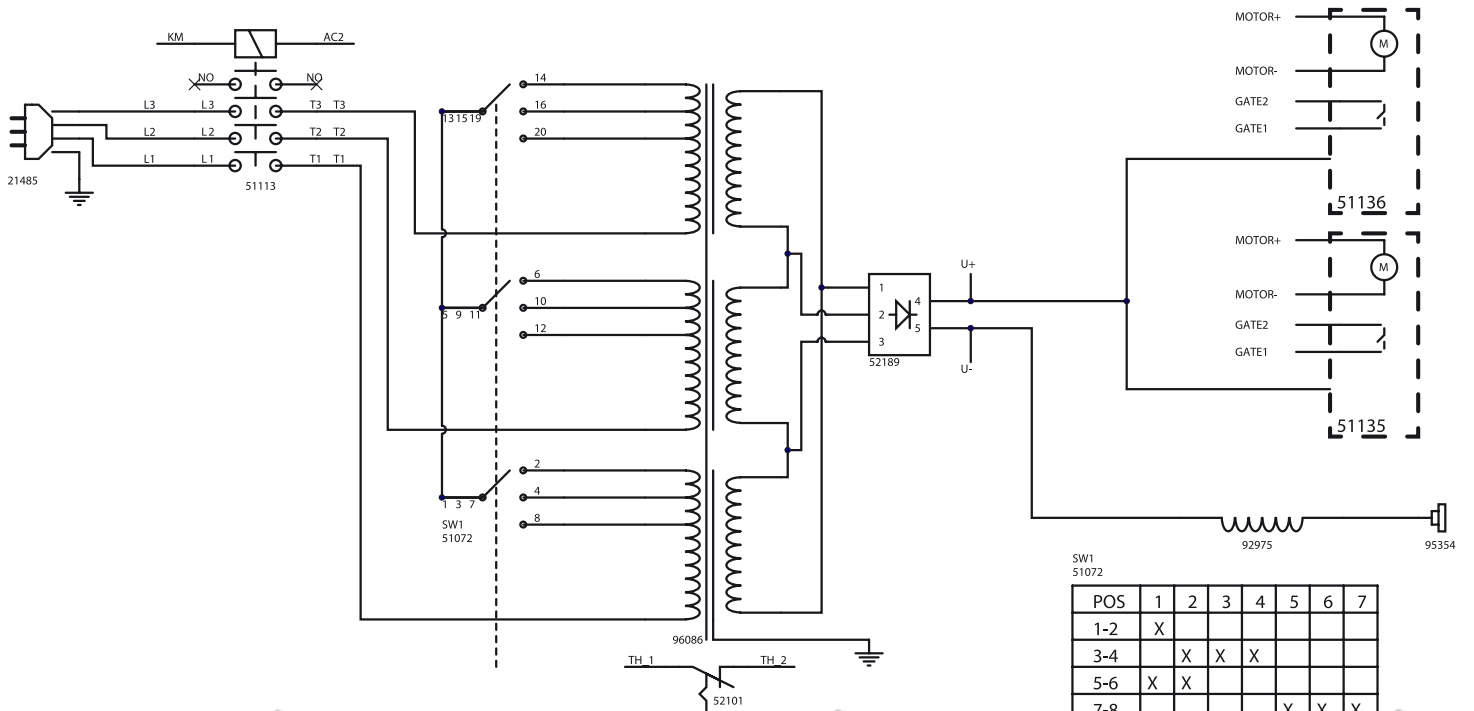 KM AC2
NO NO
L3 L3 T3 T3
L2 L2 T2 T2
L1 L1 T1 T1
21485
51113
14
13 15 19
16
20
6
5 9 11
10
12
2
1 3 7
4
8
SW1
51072
96086
TH_1 TH_2
52101
1
2
3
4
5
52189
U+
U-
MOTOR+
M
MOTOR-
GATE2
GATE1
51136
MOTOR+
M
MOTOR-
GATE2
GATE1
51135
92975
95354
SW1
51072
POS 1 2 3 4 5 6 7
1-2 X
3-4 X X X
5-6 X X
7-8 X X X